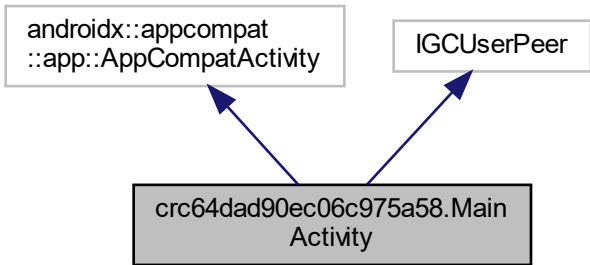 androidx::appcompat
::app::AppCompatActivity
IGCUserPeer
crc64dad90ec06c975a58.Main
Activity